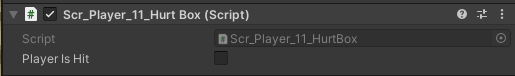 Scr_Player_11_Hurt Box (Script)
Script Scr_Player_11_HurtBox
Player Is Hit